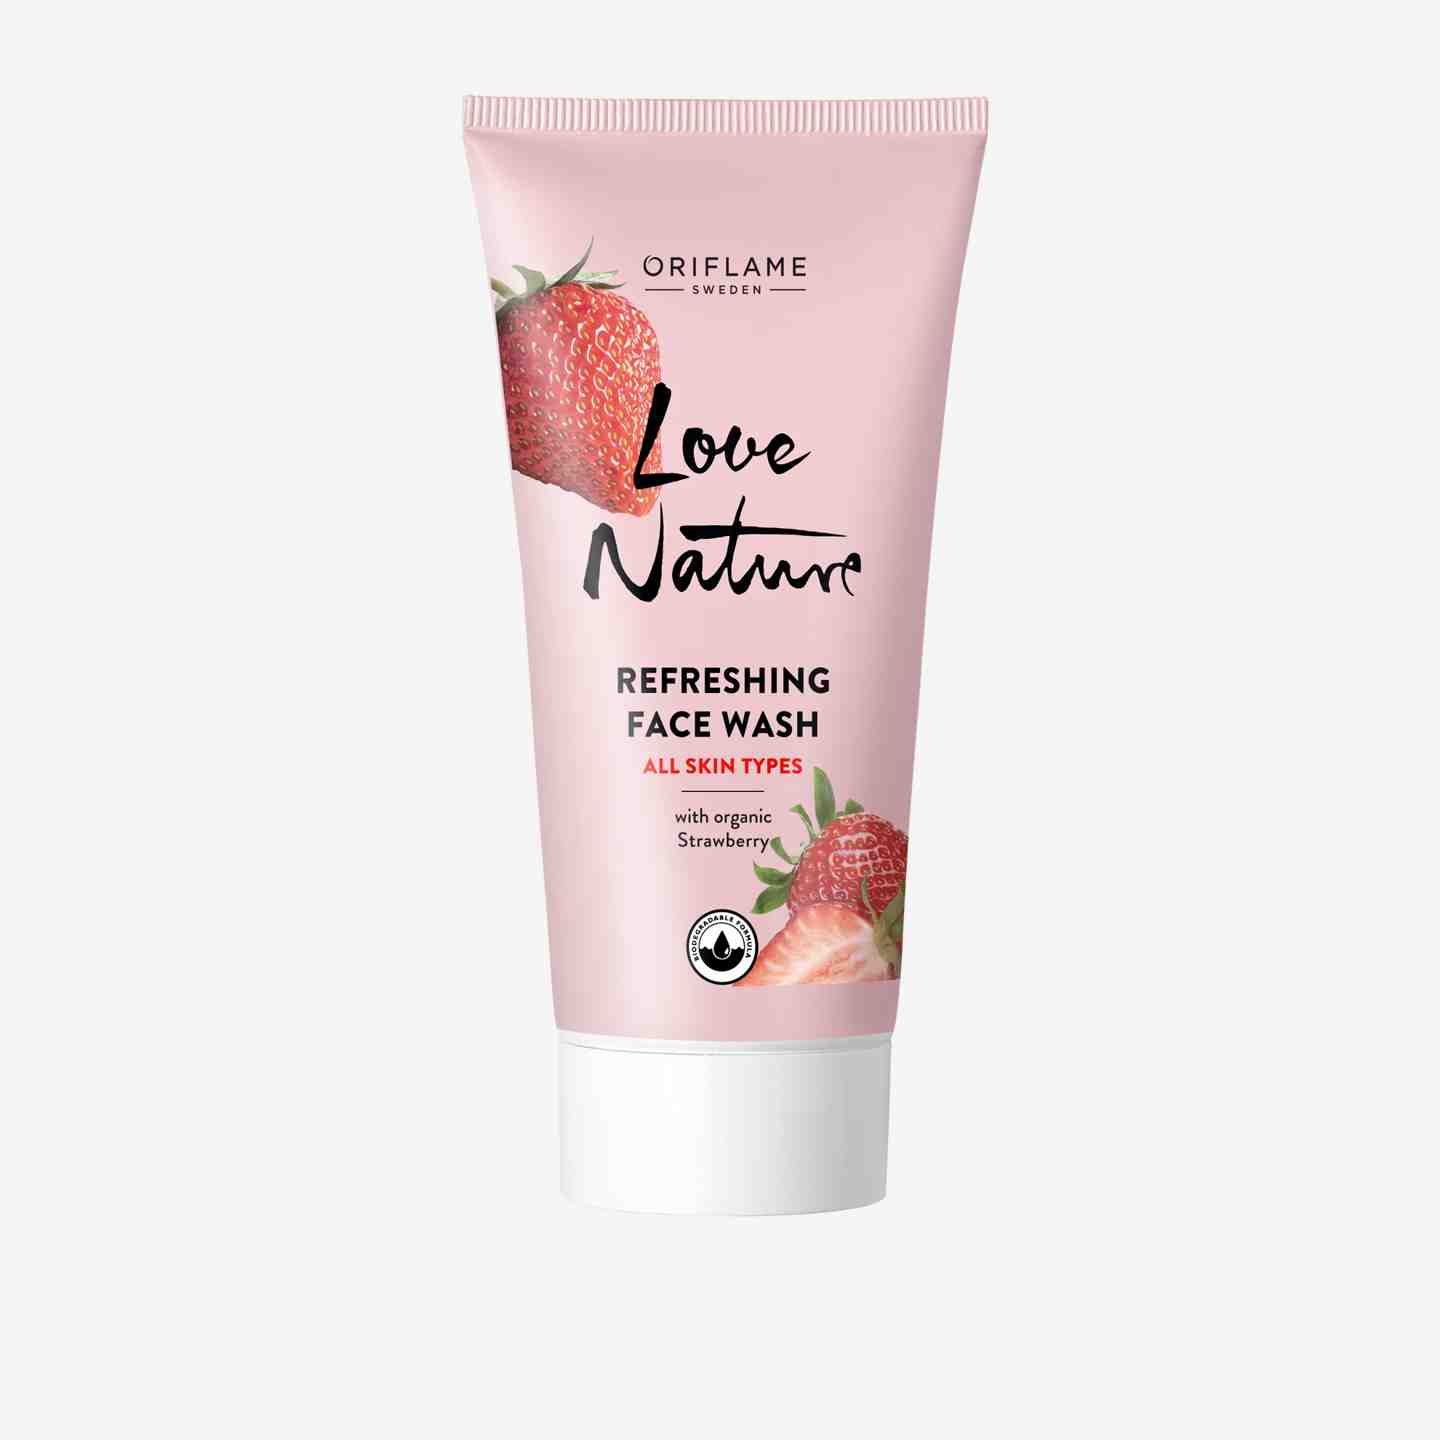 ORIFLAME
SWEDEN
Love
Nature
REFRESHING
FACE WASH
ALL SKIN TYPES
with organic
Strawberry
BIODEGRADABLE FORMULA